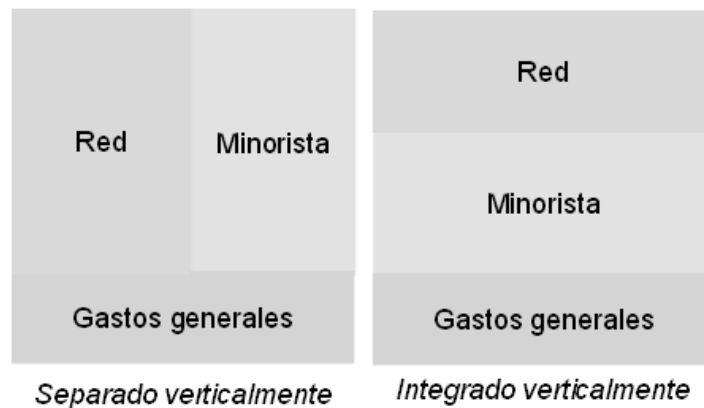 Red
Minorista
Gastos generales
Separado verticalmente
Red
Minorista
Gastos generales
Integrado verticalmente